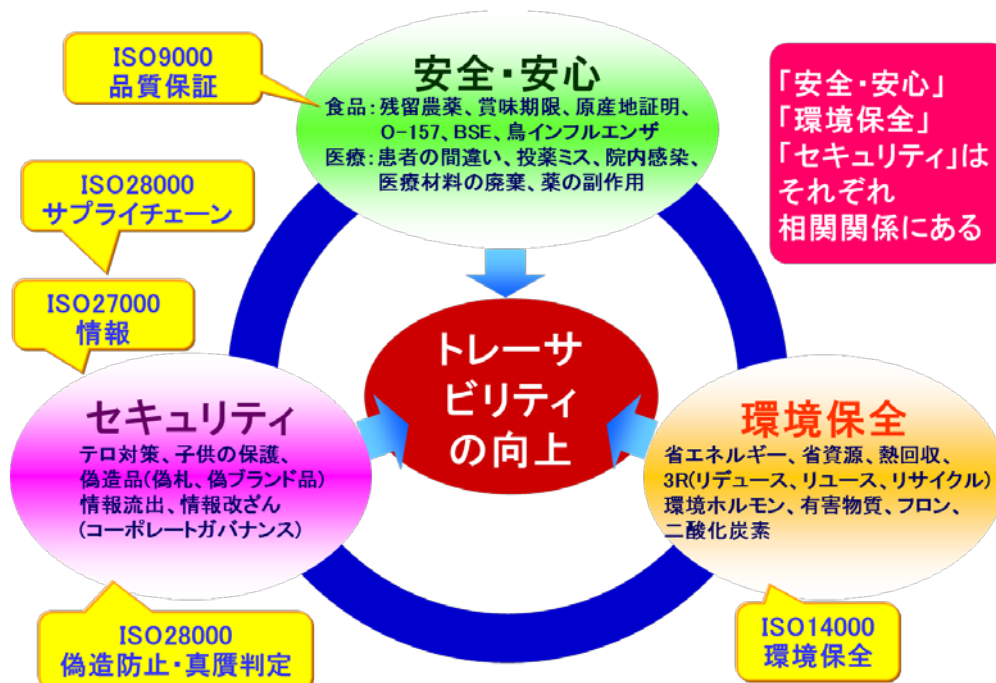 ISO9000
品質保証
安全・安心
食品：残留農薬、賞味期限、原産地証明、
O-157、BSE、鳥インフルエンザ
医療：患者の間違い、投薬ミス、院内感染、
医療材料の廃棄、薬の副作用
「安全・安心」
「環境保全」
「セキュリティ」は
それぞれ
相関関係にある
ISO28000
サプライチェーン
ISO27000
情報
トレーサ
ビリティ
の向上
セキュリティ
テロ対策、子供の保護、
偽造品(偽札、偽ブランド品)
情報流出、情報改ざん
(コーポレートガバナンス)
環境保全
省エネルギー、省資源、熱回収、
3R(リデュース、リユース、リサイクル)
環境ホルモン、有害物質、フロン、
二酸化炭素
ISO28000
偽造防止・真贋判定
ISO14000
環境保全